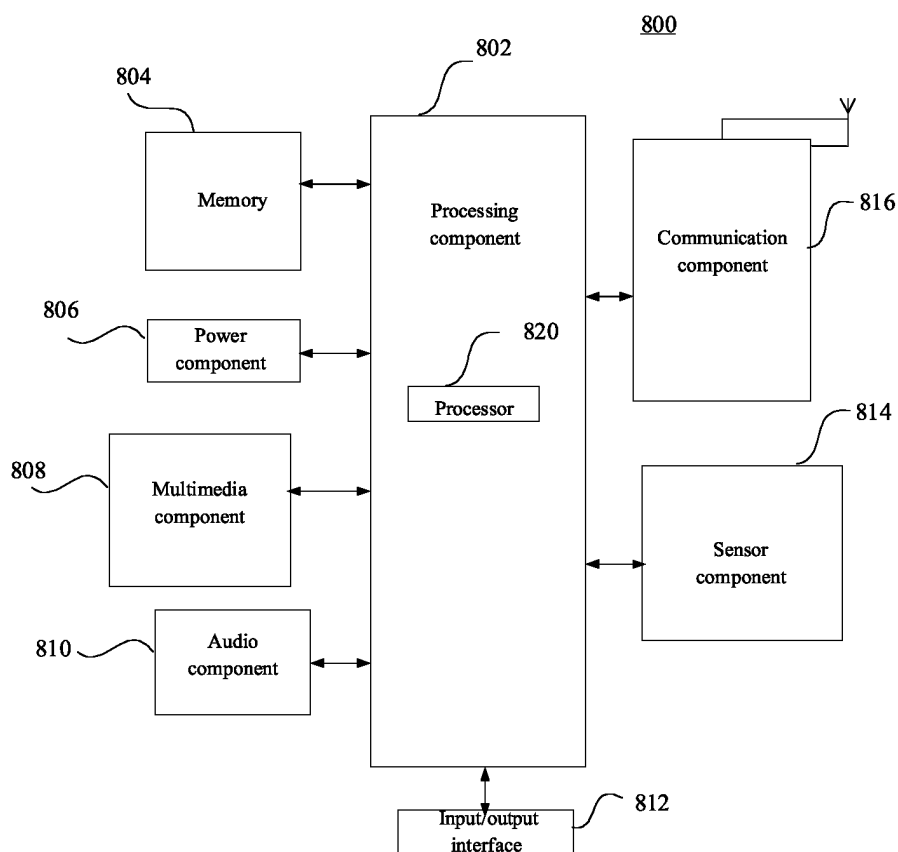 800
802
804
Memory
Processing
component
816
Communication
component
806
Power
component
820
Processor
814
808
Multimedia
component
Sensor
component
810
Audio
component
812
Input/output
interface